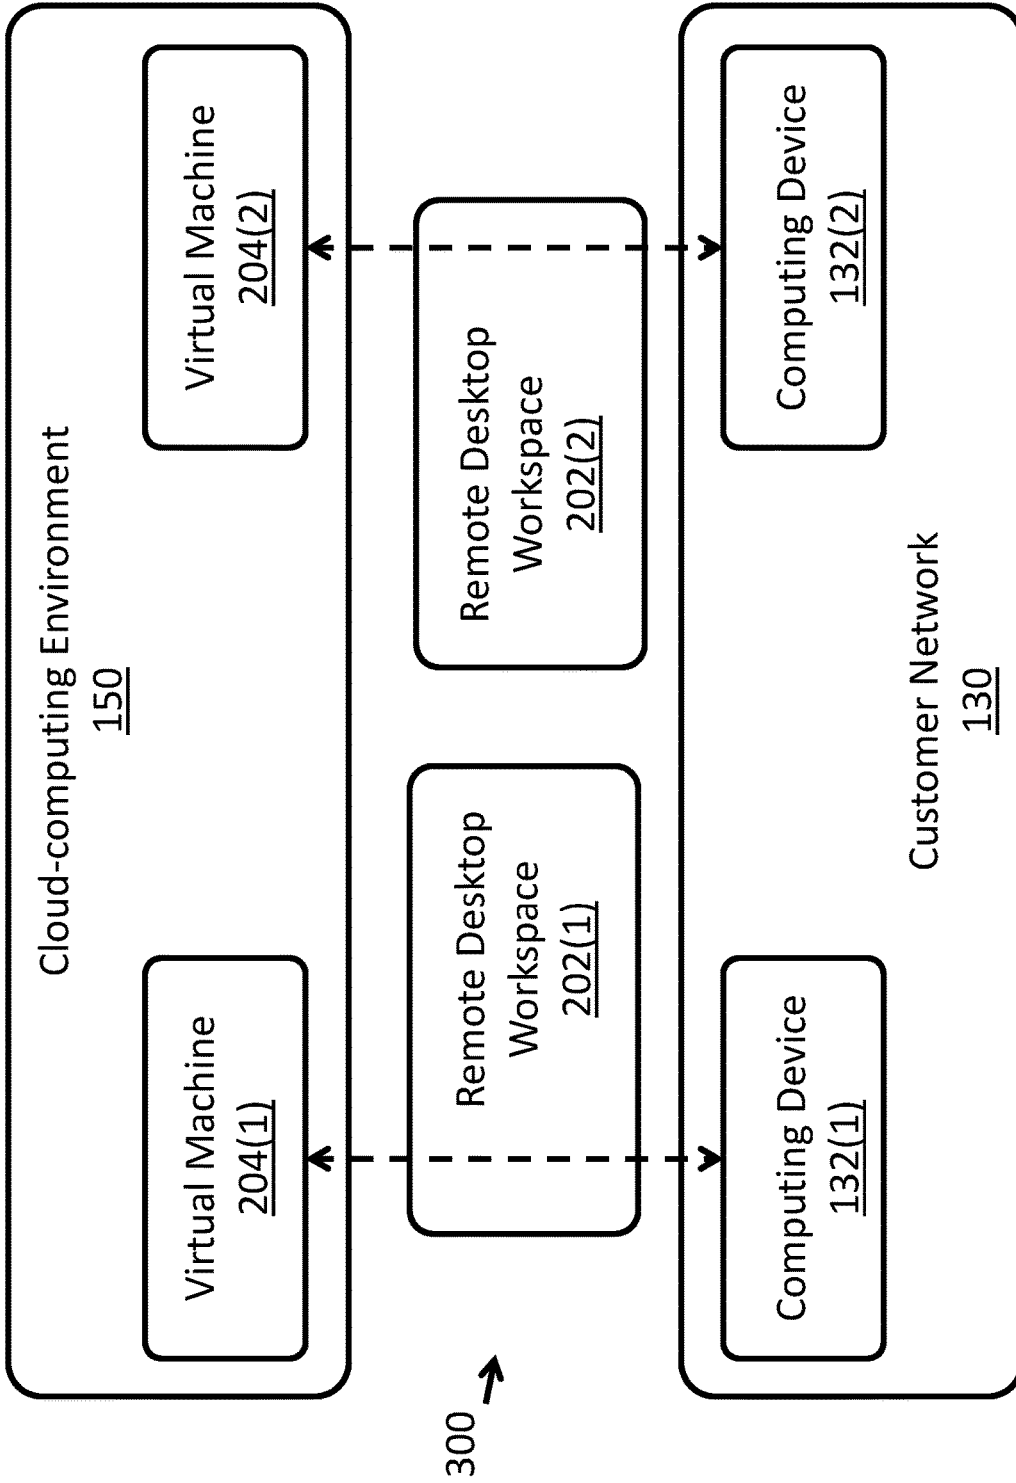 300
Cloud-computing Environment
150
Virtual Machine
204(1)
Virtual Machine
204(2)
Remote Desktop
Workspace
202(1)
Remote Desktop
Workspace
202(2)
Computing Device
132(1)
Computing Device
132(2)
Customer Network
130